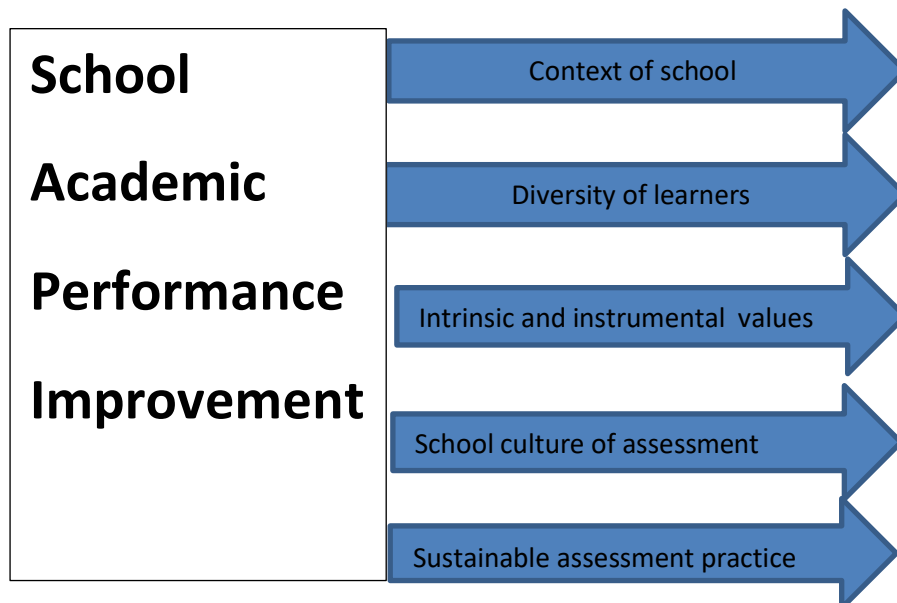 School
Academic
Performance
Improvement
Context of school
Diversity of learners
Intrinsic and instrumental  values
School culture of assessment
Sustainable assessment practice